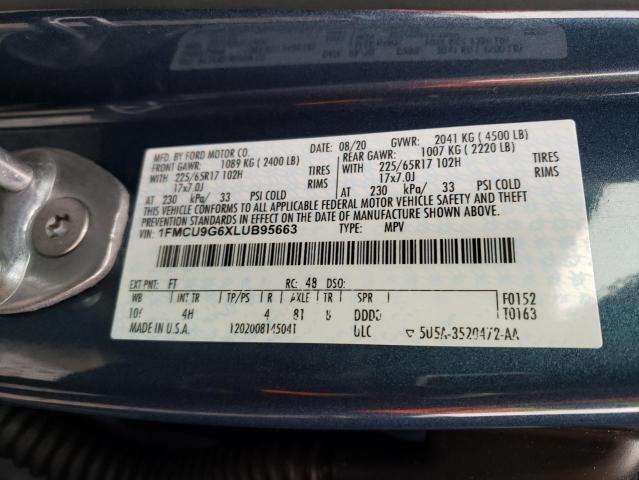 MFD. BY FORD MOTOR CO. DATE: 08/20 GVWR: 2041 KG ( 4500 LB)
FRONT GAWR: 1089 KG ( 2400 LB) REAR GAWR: 1007 KG ( 2220 LB)
WITH 225/65R17 102H TIRES WITH 225/65R17 102H TIRES
17x7.0J RIMS 17x7.0J RIMS
AT 230 kPa/ 33 PSI COLD AT 230 kPa/ 33 PSI COLD
THIS VEHICLE CONFORMS TO ALL APPLICABLE FEDERAL MOTOR VEHICLE SAFETY AND THEFT
PREVENTION STANDARDS IN EFFECT ON THE DATE OF MANUFACTURE SHOWN ABOVE.
VIN: 1FMCU9G6XLUB95663 TYPE: MPV
EXT PNT: FT RC: 48 DSO: F0152
WB INT TR TP/PS R AXLE TR SPR T0163
4H 4 81 8
MADE IN U.S.A. 120200814504 5U5A-3520472-AA